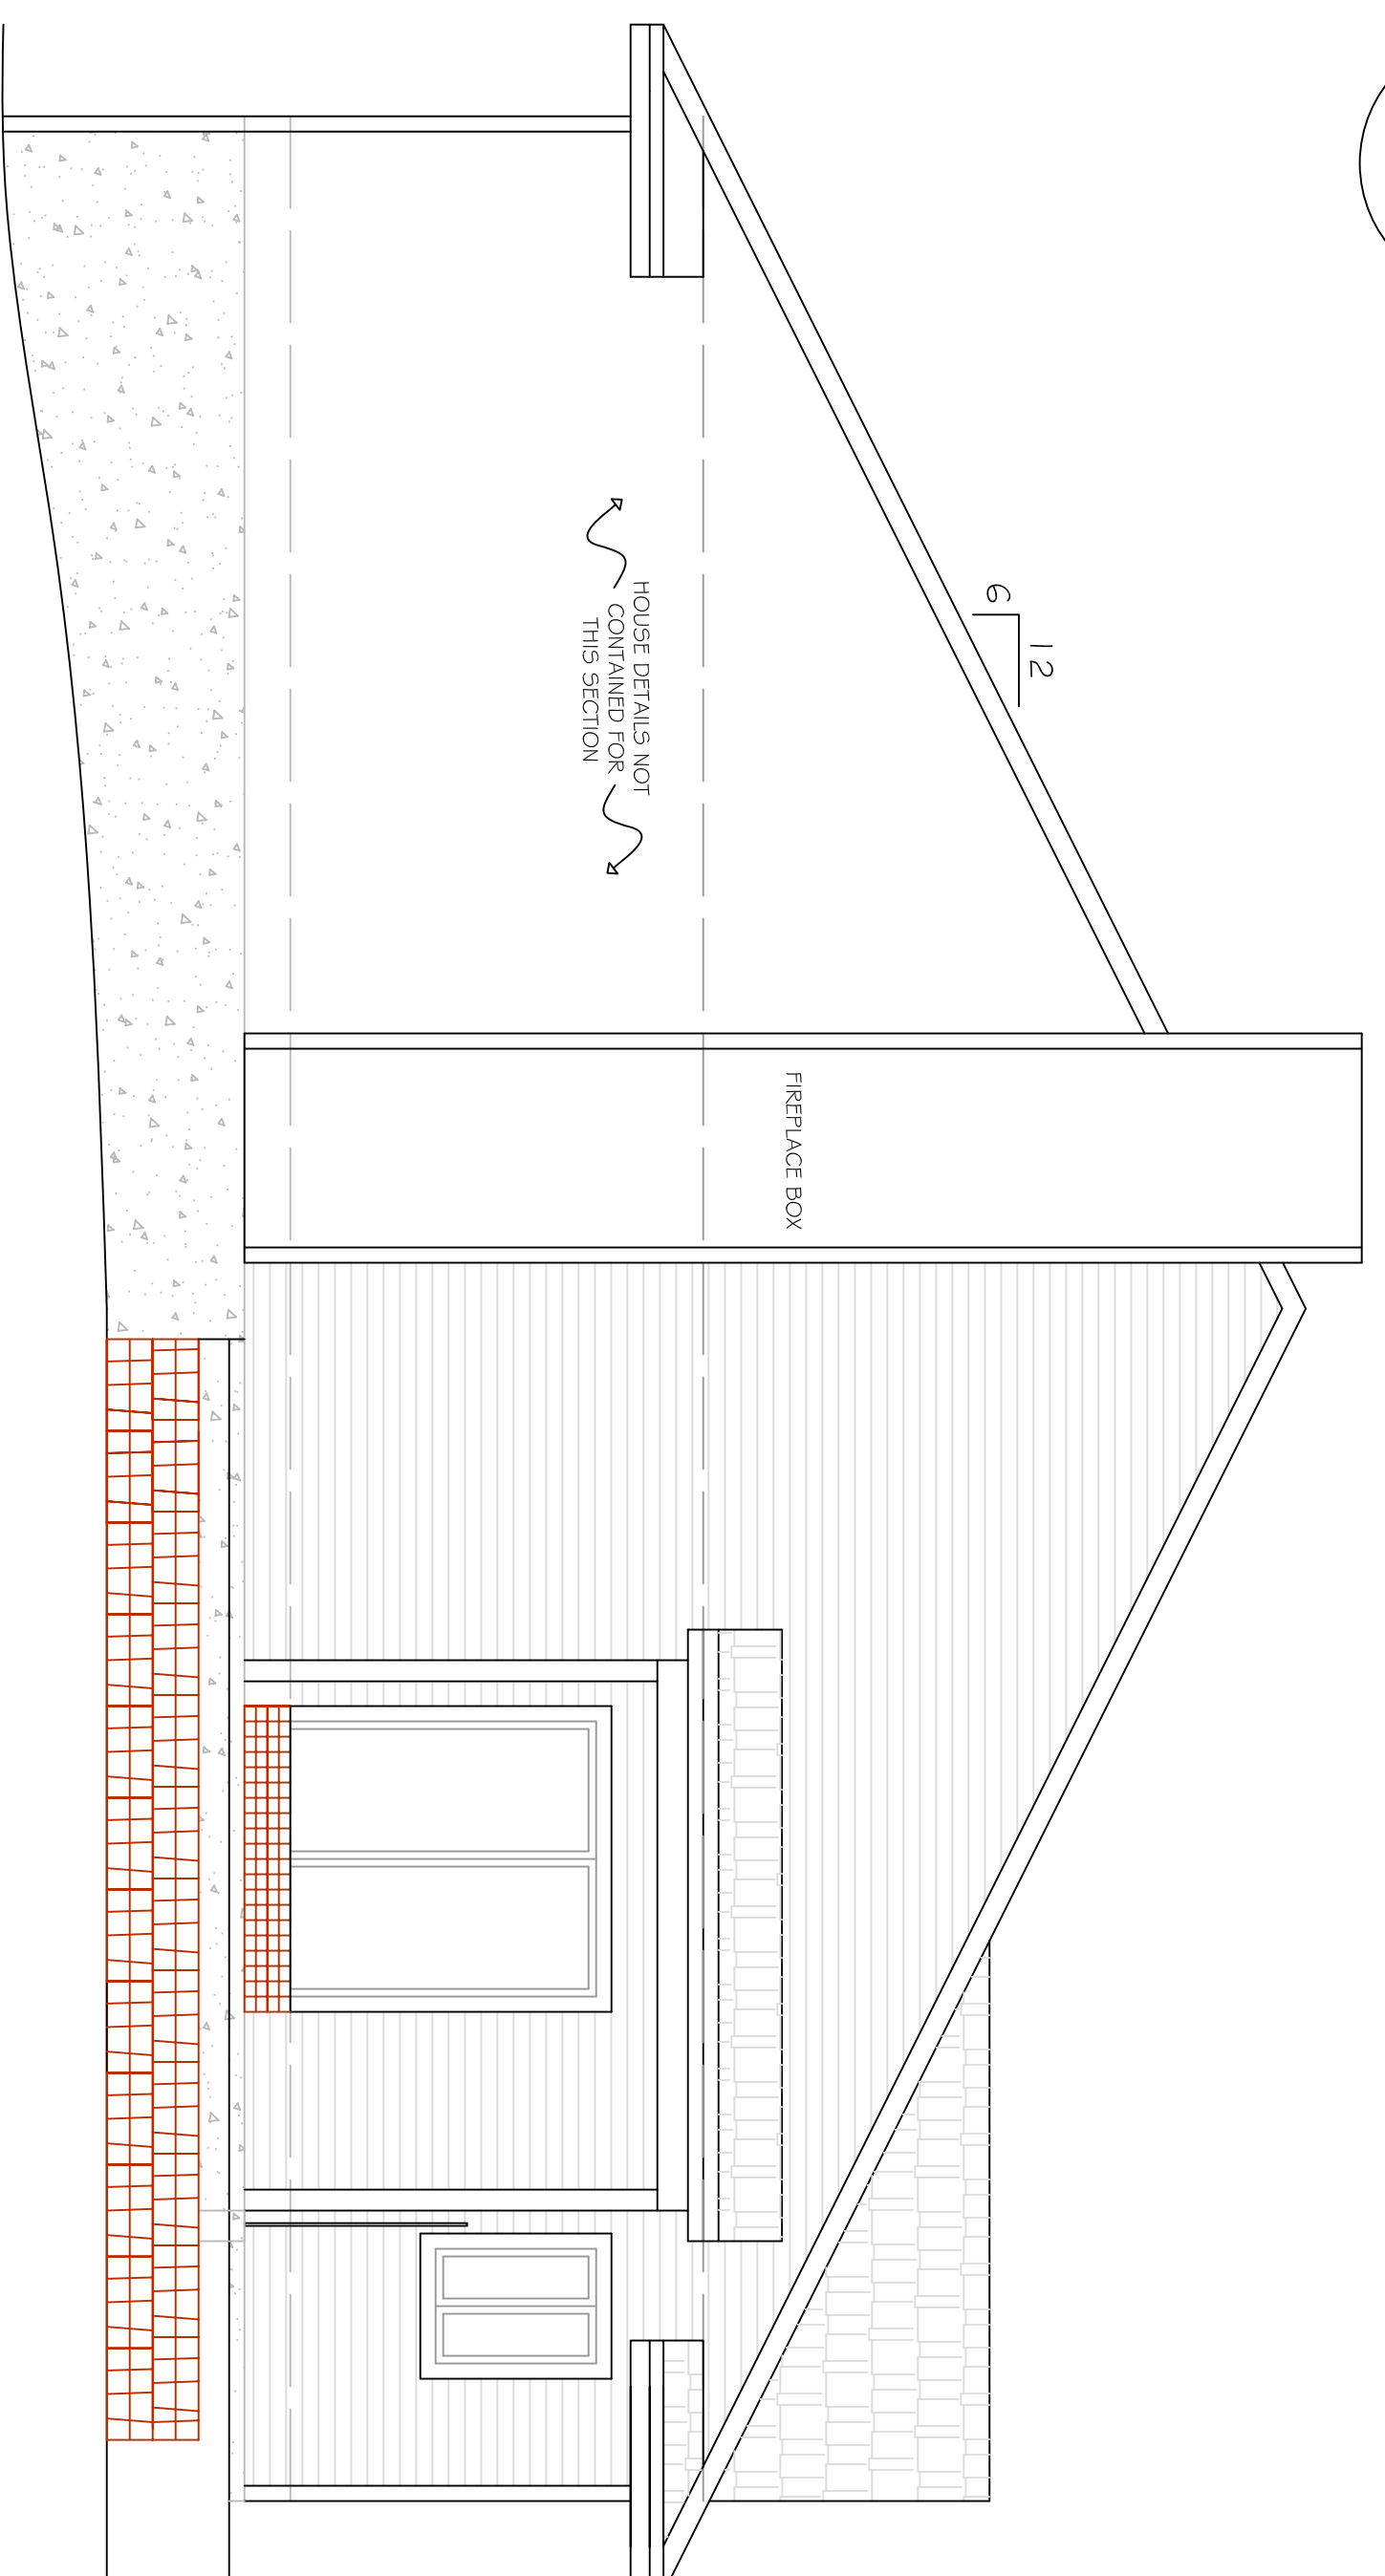 12
6
HOUSE DETAILS NOT
CONTAINED FOR
THIS SECTION
FIREPLACE BOX